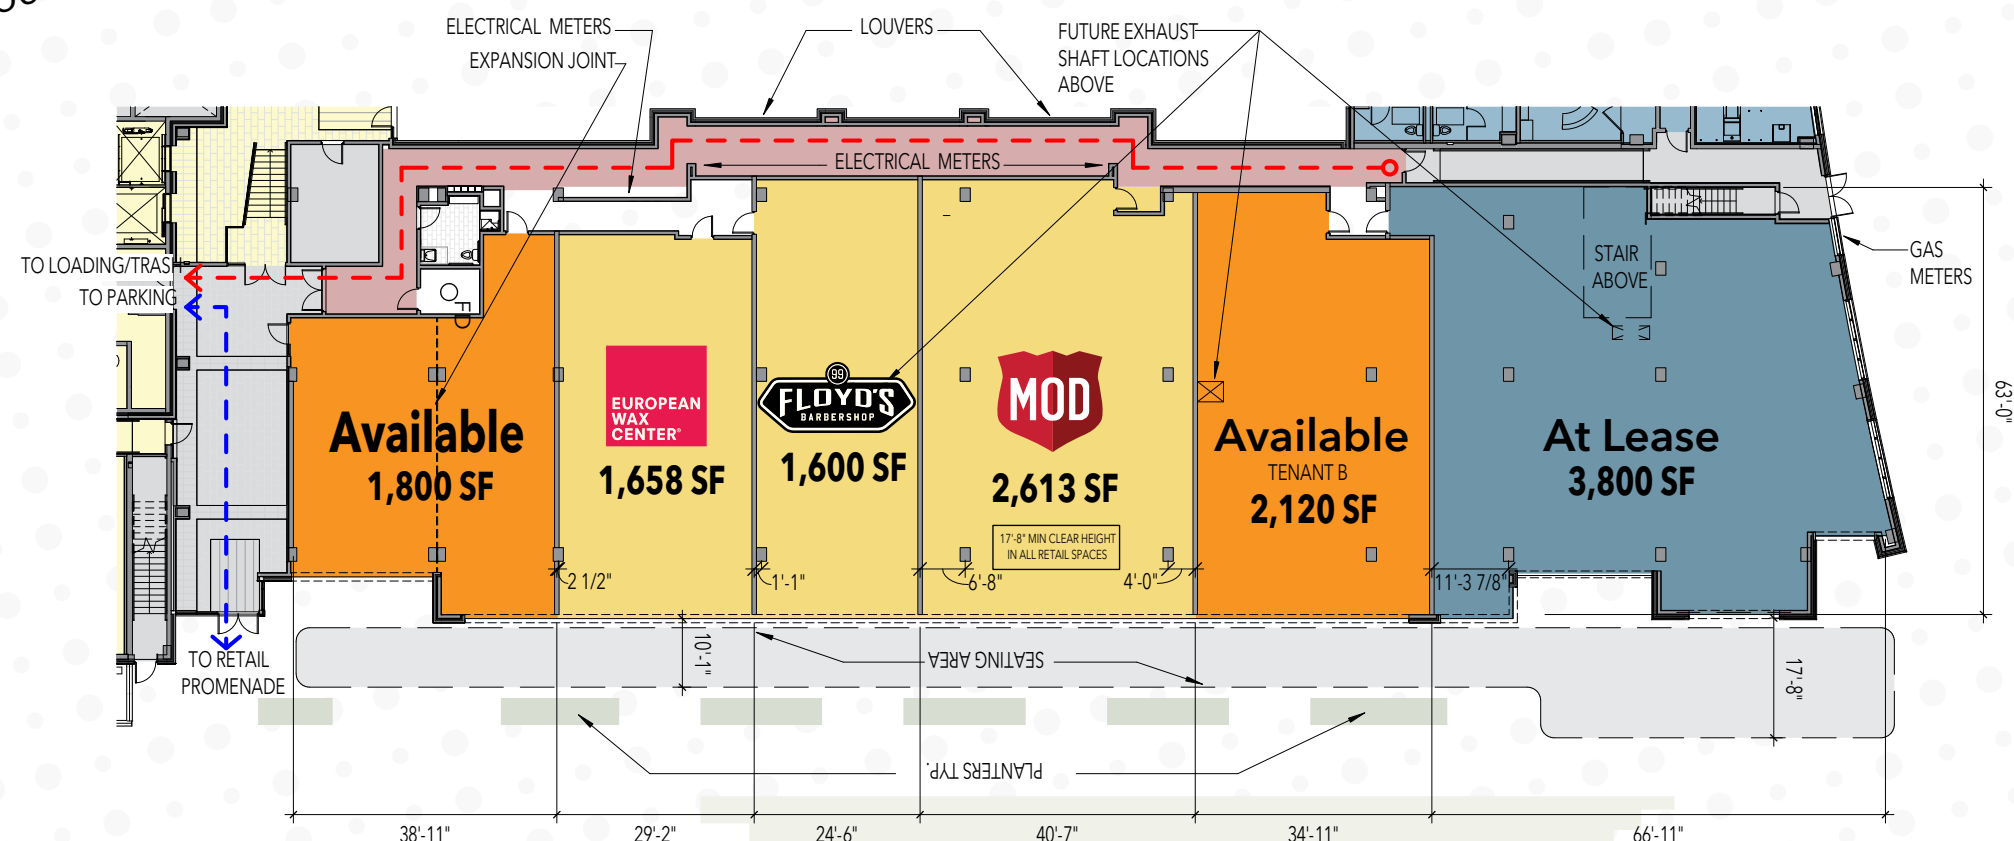 ELECTRICAL METERS
EXPANSION JOINT
LOUVERS
FUTURE EXHAUST
SHAFT LOCATIONS
ABOVE
ELECTRICAL METERS
TO LOADING/TRASH
TO PARKING
FD
STAIR
ABOVE
GAS
METERS
63'-0"
Available
1,800 SF
EUROPEAN
WAX
CENTER®
1,658 SF
99
FLOYD'S
BARBERSHOP
1,600 SF
MOD
2,613 SF
17'-8" MIN CLEAR HEIGHT
IN ALL RETAIL SPACES
Available
TENANT B
2,120 SF
At Lease
3,800 SF
2 1/2"
1'-1"
6'-8"
4'-0"
11'-3 7/8"
TO RETAIL
PROMENADE
10'-1"
SEATING AREA
17'-8"
PLANTERS TYP.
38'-11"
29'-2"
24'-6"
40'-7"
34'-11"
66'-11"